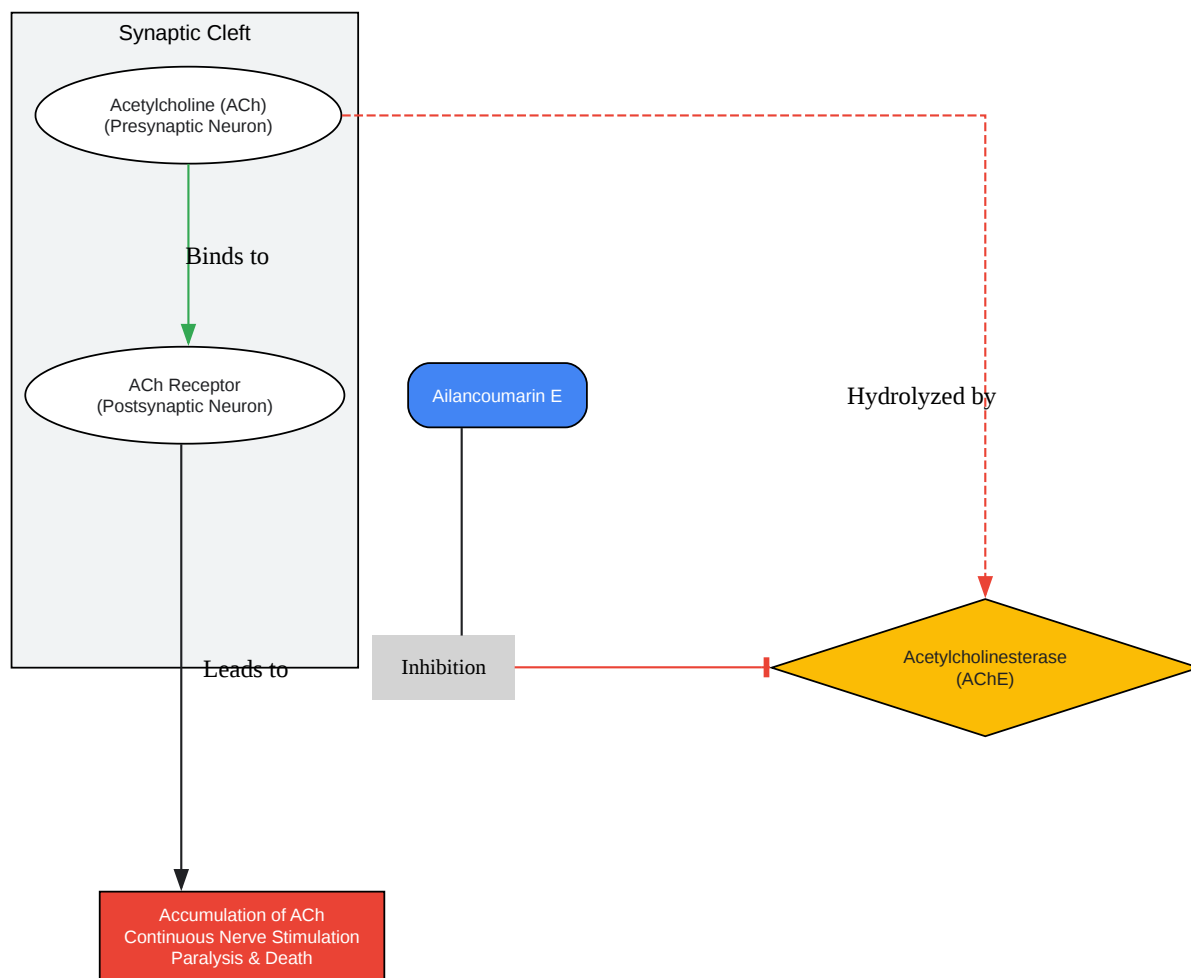 Synaptic Cleft
Acetylcholine (ACh)
(Presynaptic Neuron)
Binds to
ACh Receptor
(Postsynaptic Neuron)
Ailancoumarin E
Hydrolyzed by
Leads to
Inhibition
Acetylcholinesterase
(AChE)
Accumulation of ACh
Continuous Nerve Stimulation
Paralysis & Death